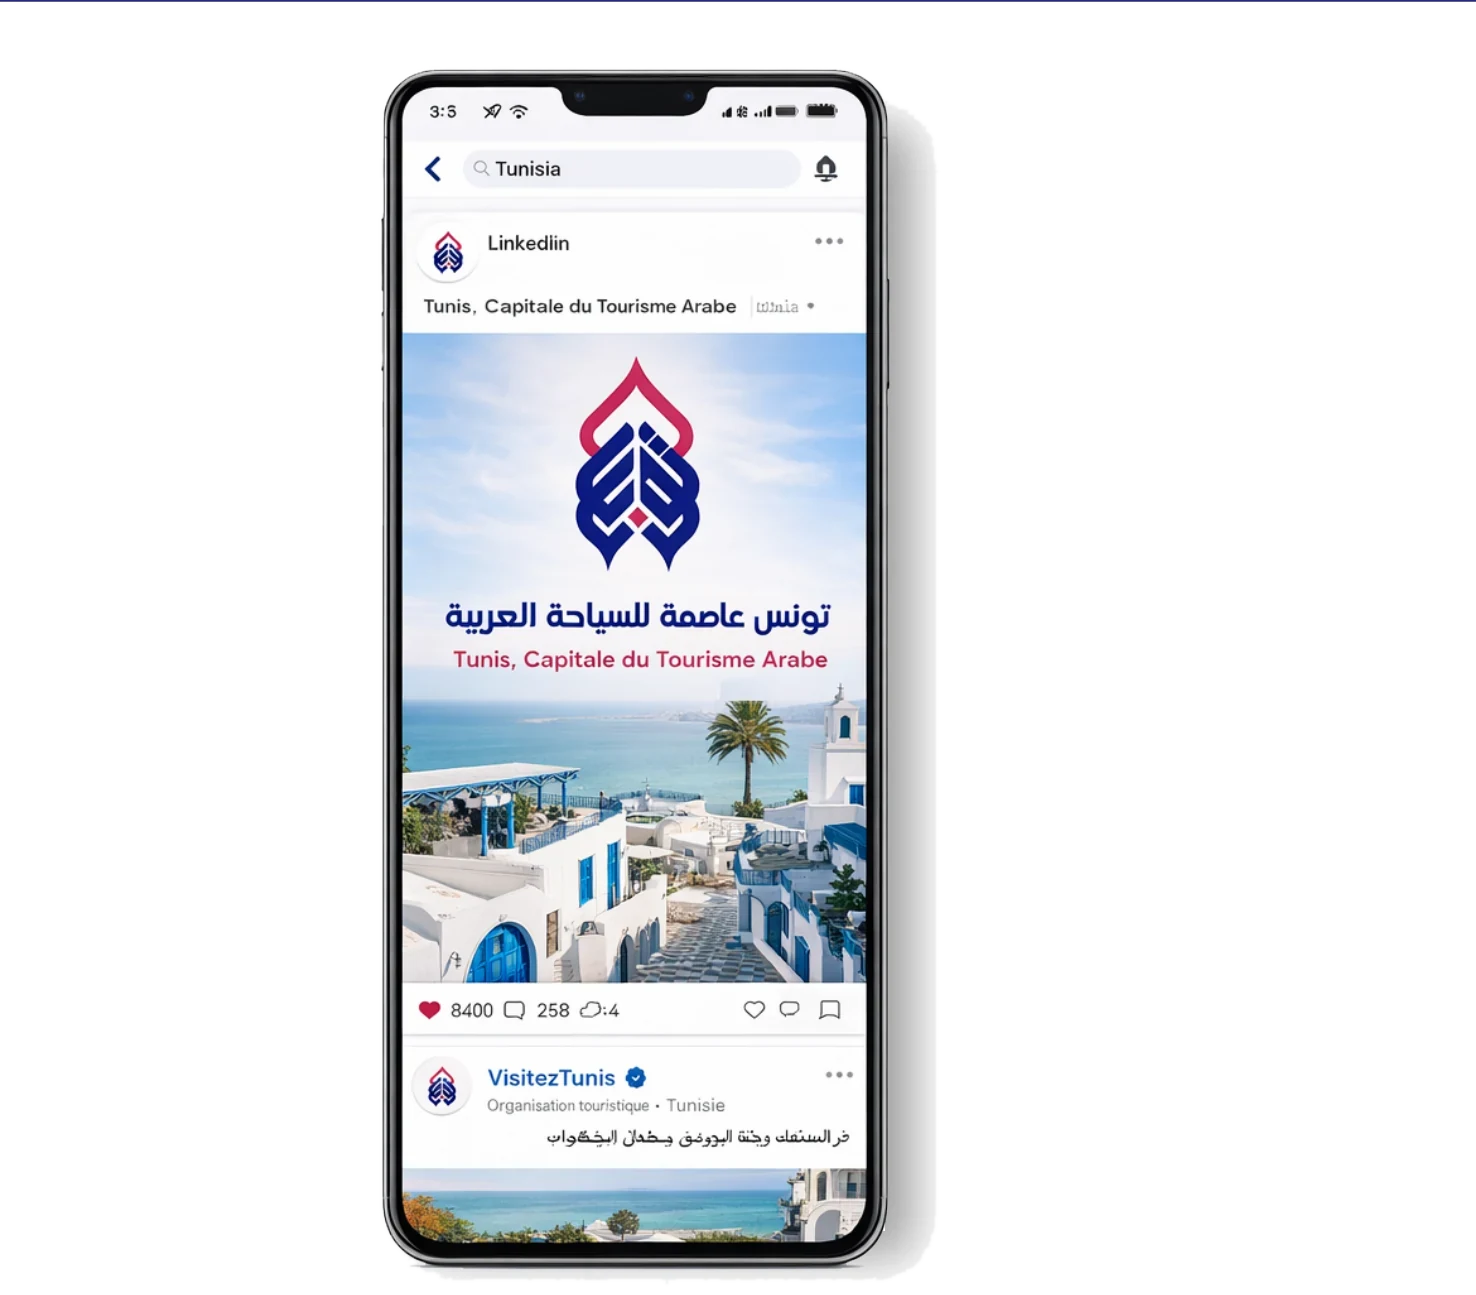 3:5
Tunisia
Linkedlin
Tunis, Capitale du Tourisme Arabe
تونس عاصمة للسياحة العربية
Tunis, Capitale du Tourisme Arabe
8400 258 :4
VisitezTunis
Organisation touristique • Tunisie